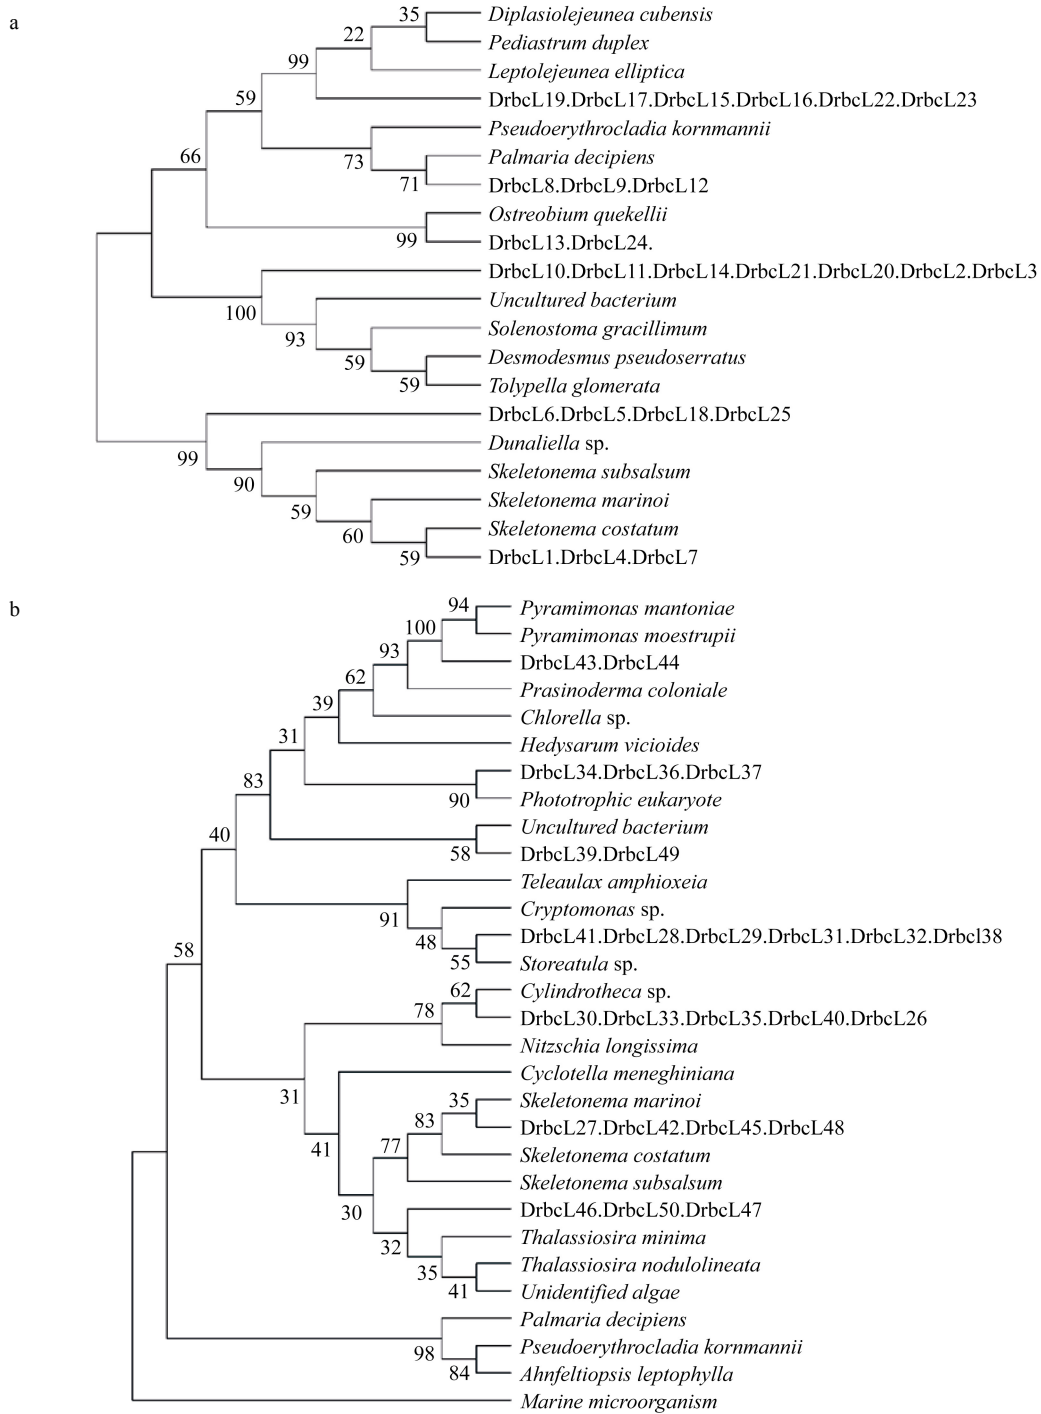 a
35
Diplasiolejeunea cubensis
22
Pediastrum duplex
99
Leptolejeunea elliptica
59
DrbcL19.DrbcL17.DrbcL15.DrbcL16.DrbcL22.DrbcL23
Pseudoerythrocladia kornmannii
66
73
Palmaria decipiens
71
DrbcL8.DrbcL9.DrbcL12
Ostreobium quekellii
99
DrbcL13.DrbcL24.
DrbcL10.DrbcL11.DrbcL14.DrbcL21.DrbcL20.DrbcL2.DrbcL3
100
Uncultured bacterium
93
Solenostoma gracillimum
59
Desmodesmus pseudoserratus
59
Tolypella glomerata
DrbcL6.DrbcL5.DrbcL18.DrbcL25
99
Dunaliella sp.
90
Skeletonema subsalsum
59
Skeletonema marinoi
60
Skeletonema costatum
59
DrbcL1.DrbcL4.DrbcL7
b
94
Pyramimonas mantoniae
100
Pyramimonas moestrupii
93
DrbcL43.DrbcL44
62
Prasinoderma coloniale
39
Chlorella sp.
31
Hedysarum vicioides
83
DrbcL34.DrbcL36.DrbcL37
90
Phototrophic eukaryote
40
Uncultured bacterium
58
DrbcL39.DrbcL49
Teleaulax amphioxeia
91
Cryptomonas sp.
48
DrbcL41.DrbcL28.DrbcL29.DrbcL31.DrbcL32.Drbcl38
58
55
Storeatula sp.
62
Cylindrotheca sp.
78
DrbcL30.DrbcL33.DrbcL35.DrbcL40.DrbcL26
Nitzschia longissima
31
Cyclotella meneghiniana
35
Skeletonema marinoi
83
DrbcL27.DrbcL42.DrbcL45.DrbcL48
41
77
Skeletonema costatum
Skeletonema subsalsum
30
DrbcL46.DrbcL50.DrbcL47
32
Thalassiosira minima
35
Thalassiosira nodulolineata
41
Unidentified algae
Palmaria decipiens
98
Pseudoerythrocladia kornmannii
84
Ahnfeltiopsis leptophylla
Marine microorganism